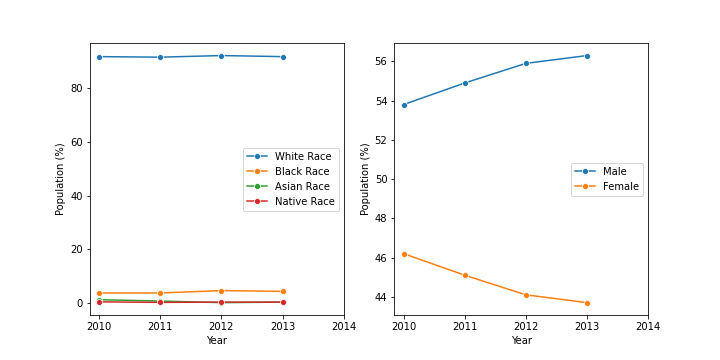 80
60
40
20
0
2010 2011 2012 2013 2014
Year
Population (%)
White Race
Black Race
Asian Race
Native Race
56
54
52
50
48
46
44
2010 2011 2012 2013 2014
Year
Population (%)
Male
Female